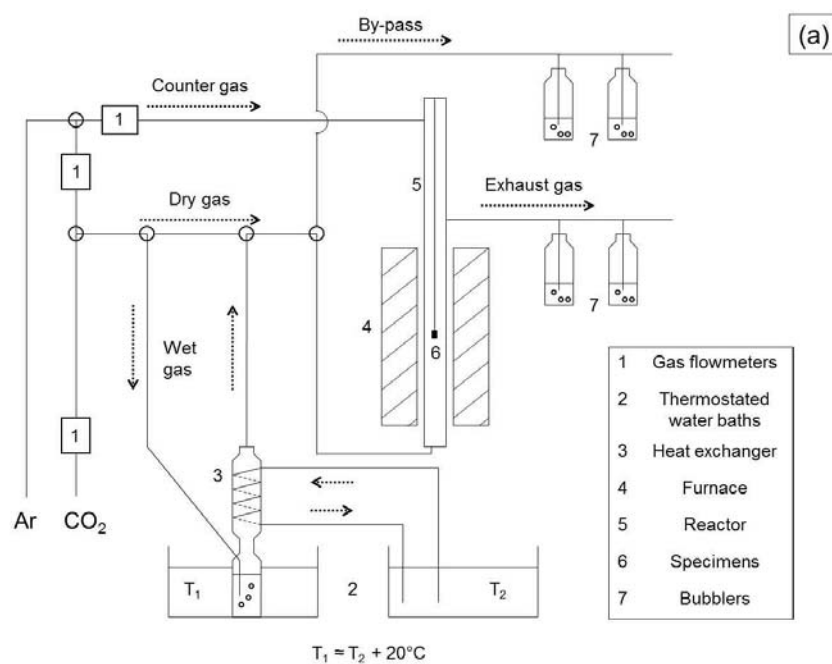 By-pass
(a)
Counter gas
1
7
1
5
Exhaust gas
Dry gas
4
7
6
Wet
gas
1
3
Ar CO₂
T₁ 2 T₂
T₁ = T₂ + 20°C
1 Gas flowmeters
2 Thermostated
water baths
3 Heat exchanger
4 Furnace
5 Reactor
6 Specimens
7 Bubblers